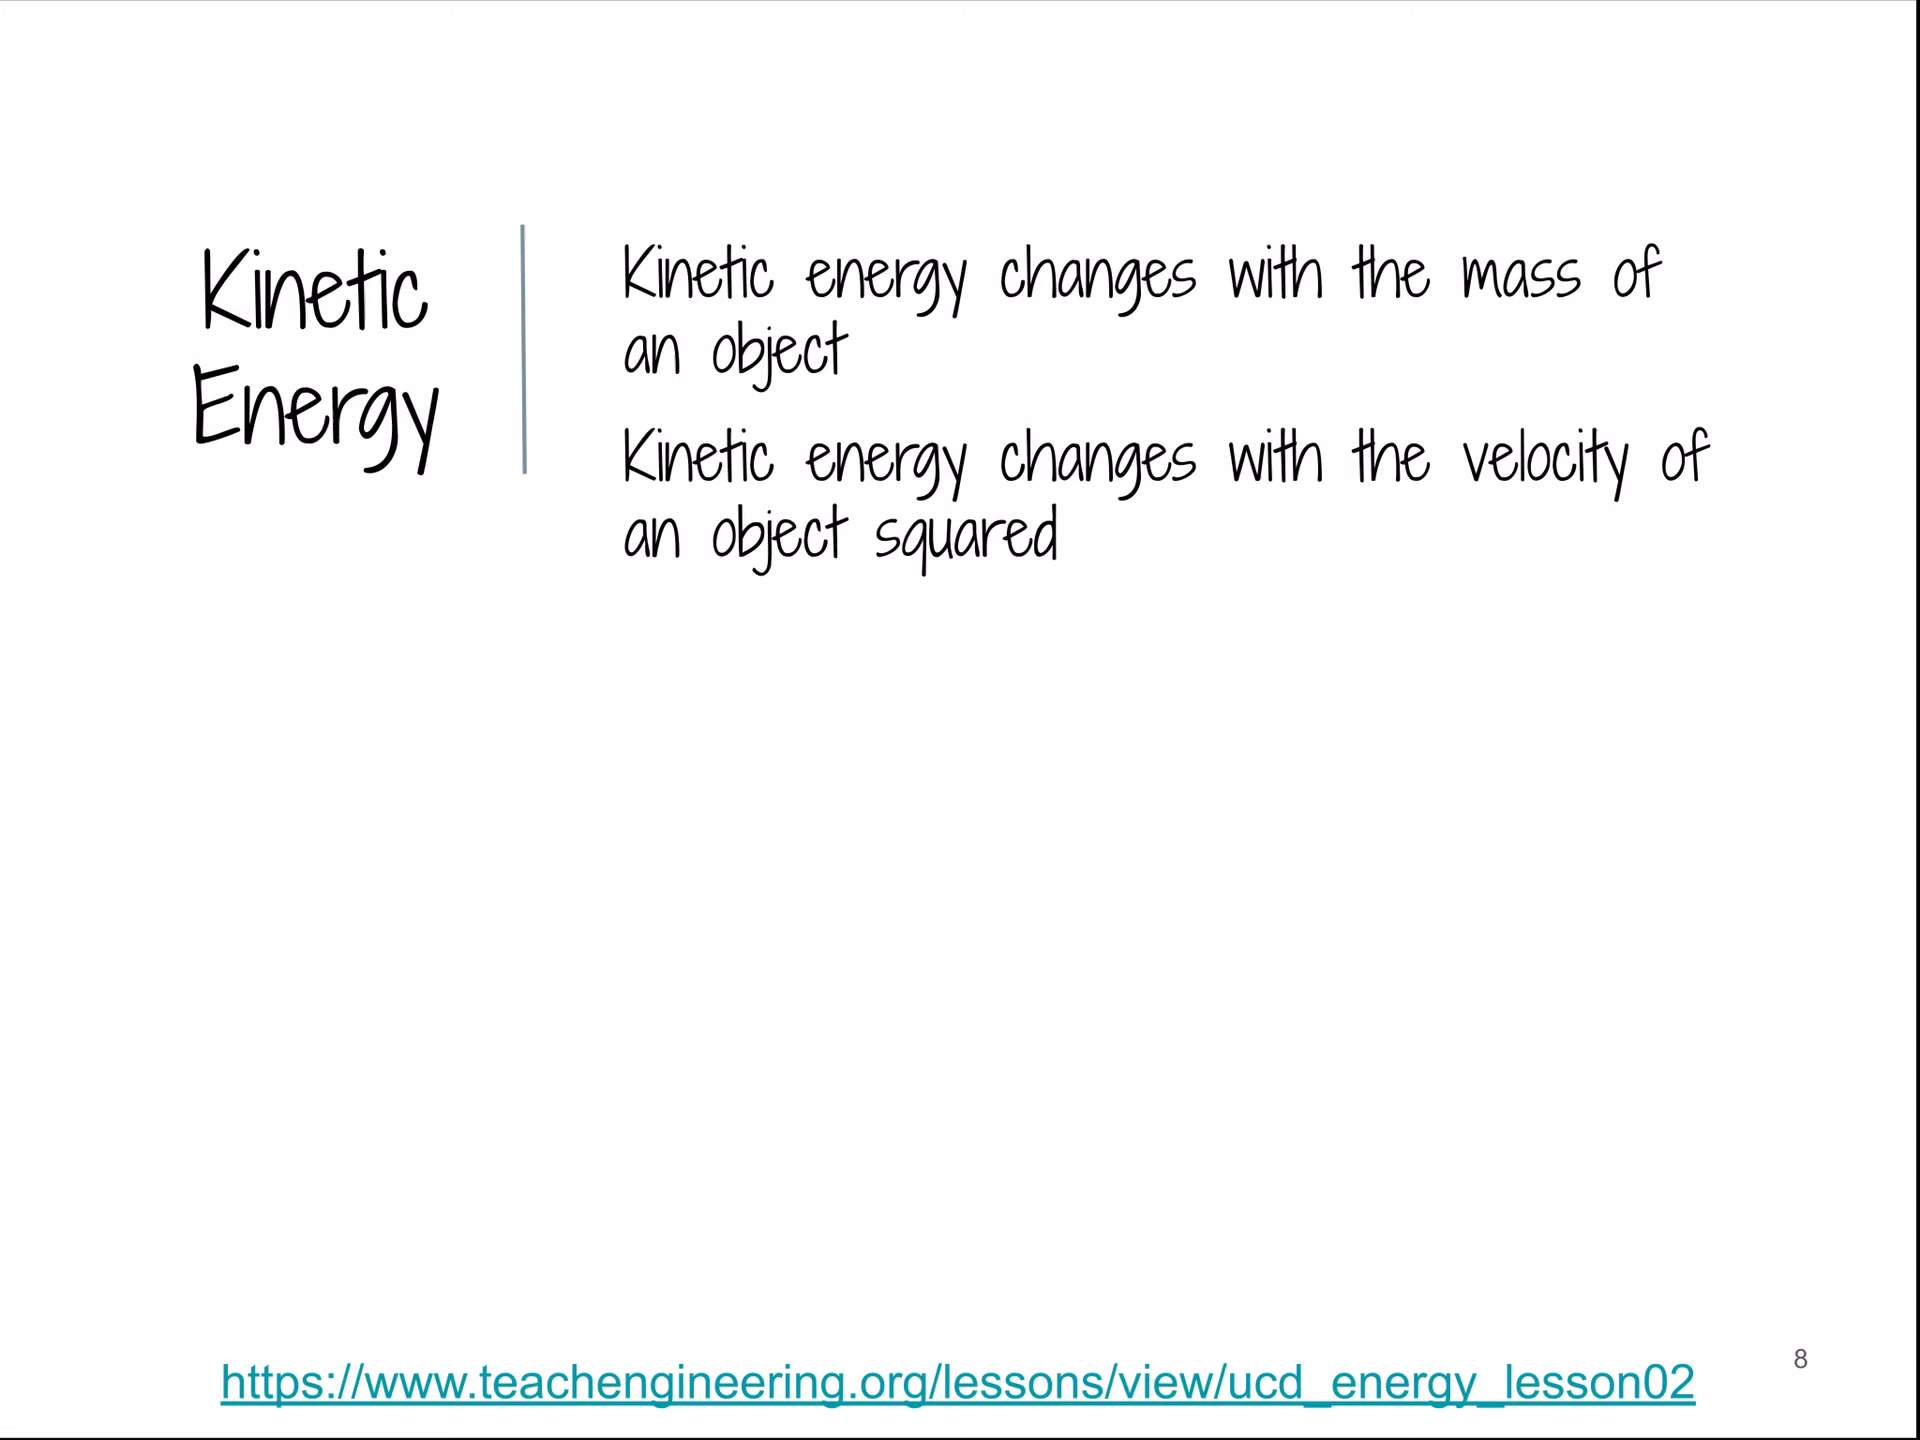 Kinetic
Energy
Kinetic energy changes with the mass of
an object
Kinetic energy changes with the velocity of
an object squared
https://www.teachengineering.org/lessons/view/ucd_energy_lesson02
8